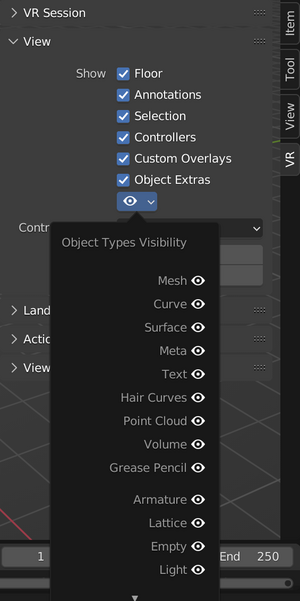 VR Session
View
Show
Floor
Annotations
Selection
Controllers
Custom Overlays
Object Extras
Contr
Object Types Visibility
Mesh
Curve
Surface
Meta
Text
Hair Curves
Point Cloud
Volume
Grease Pencil
Armature
Lattice
Empty
Light
Land
Actio
View
1
End 250
Item
Tool
View
VR